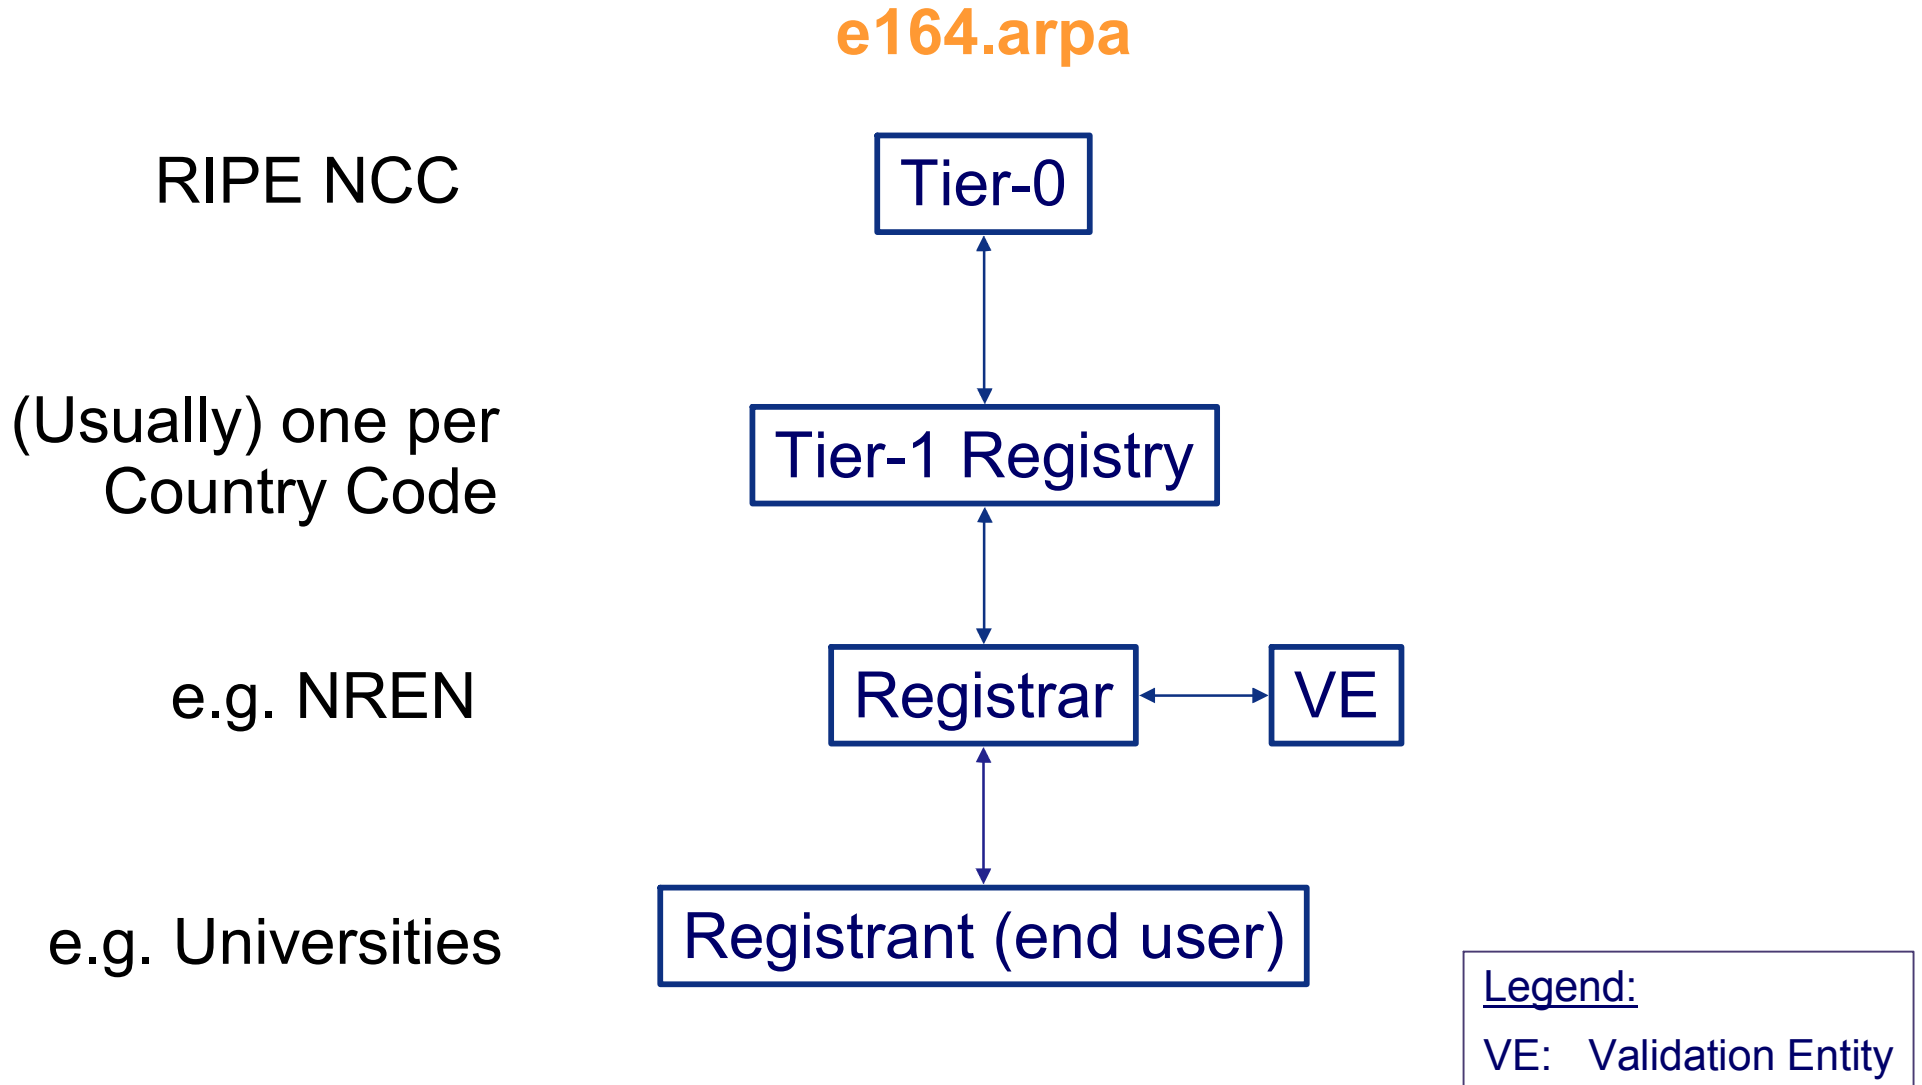 e164.arpa
RIPE NCC
Tier-0
(Usually) one per
Country Code
Tier-1 Registry
e.g. NREN
Registrar
VE
e.g. Universities
Registrant (end user)
Legend:
VE: Validation Entity